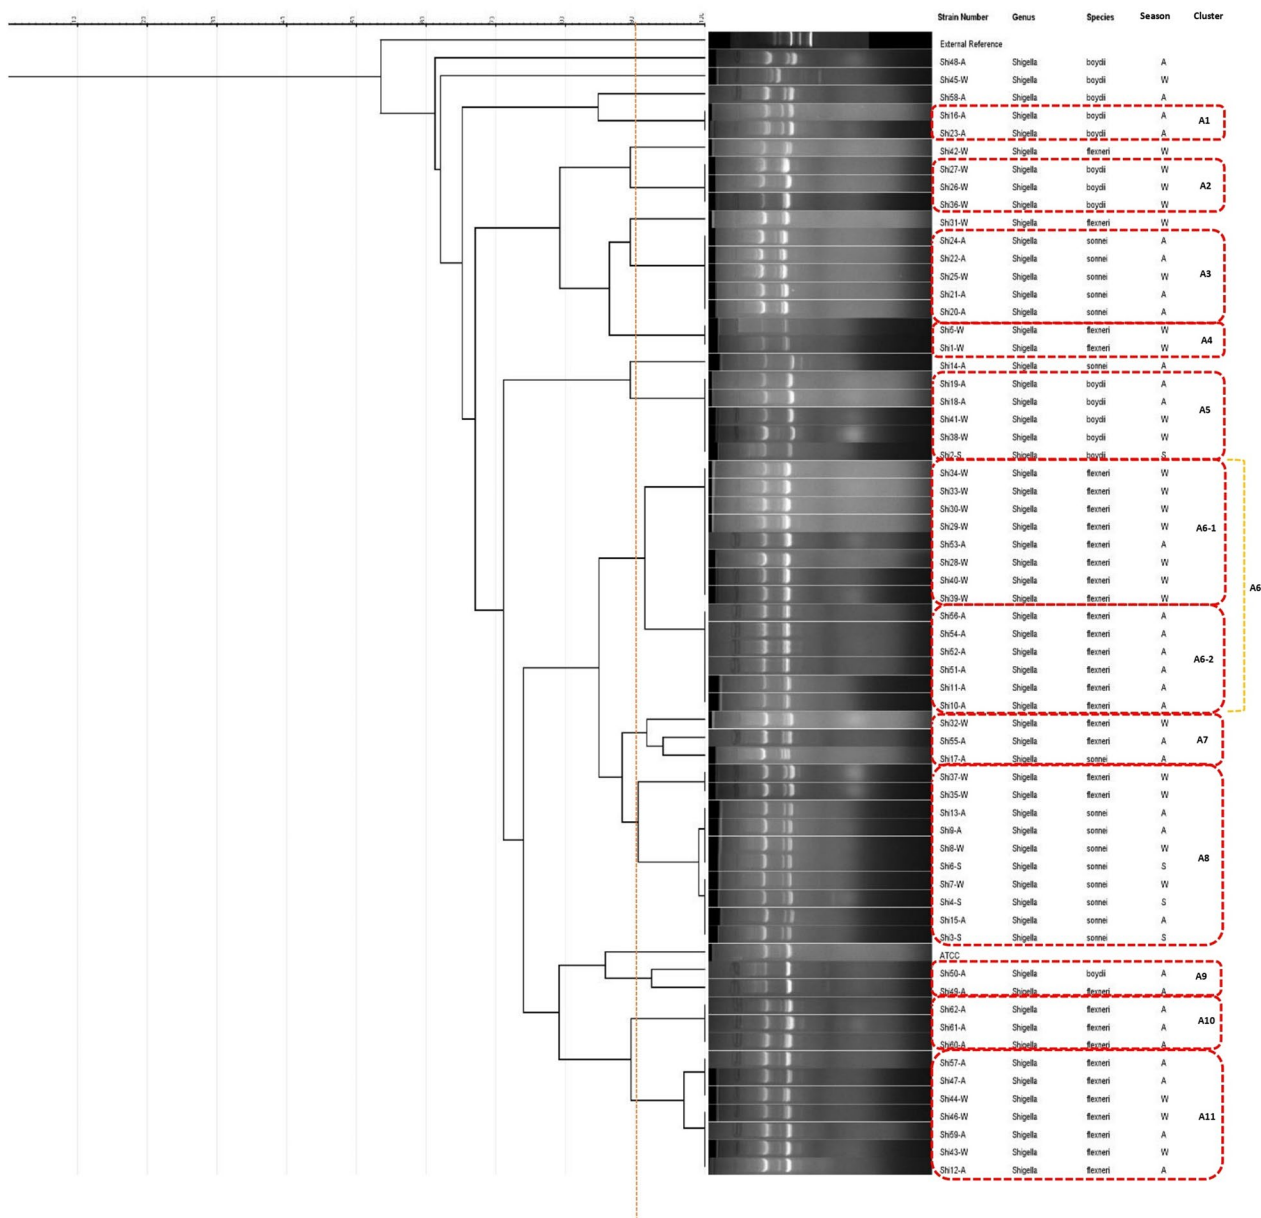 Strain Number Genus Species Season Cluster
External Reference
Shi48-A Shigella boydii A
Shi45-W Shigella boydii W
Shi58-A Shigella boydii A
Shi16-A Shigella boydii A A1
Shi23-A Shigella boydii A
Shi42-W Shigella flexneri W
Shi27-W Shigella boydii W
Shi26-W Shigella boydii W A2
Shi36-W Shigella boydii W
Shi31-W Shigella flexneri W
Shi24-A Shigella sonnei A
Shi22-A Shigella sonnei A
Shi25-W Shigella sonnei W A3
Shi21-A Shigella sonnei A
Shi20-A Shigella sonnei A
Shi5-W Shigella flexneri W
Shi1-W Shigella flexneri W A4
Shi14-A Shigella sonnei A
Shi19-A Shigella boydii A
Shi18-A Shigella boydii A A5
Shi41-W Shigella boydii W
Shi38-W Shigella boydii W
Shi2-S Shigella boydii S
Shi34-W Shigella flexneri W
Shi33-W Shigella flexneri W
Shi30-W Shigella flexneri W
Shi29-W Shigella flexneri W A6-1
Shi53-A Shigella flexneri A
Shi28-W Shigella flexneri W
Shi40-W Shigella flexneri W A6
Shi39-W Shigella flexneri W
Shi56-A Shigella flexneri A
Shi54-A Shigella flexneri A
Shi52-A Shigella flexneri A A6-2
Shi51-A Shigella flexneri A
Shi11-A Shigella flexneri A
Shi10-A Shigella flexneri A
Shi32-W Shigella flexneri W
Shi55-A Shigella flexneri A A7
Shi17-A Shigella sonnei A
Shi37-W Shigella flexneri W
Shi35-W Shigella flexneri W
Shi13-A Shigella sonnei A
Shi9-A Shigella sonnei A
Shi8-W Shigella sonnei W A8
Shi6-S Shigella sonnei S
Shi7-W Shigella sonnei W
Shi4-S Shigella sonnei S
Shi15-A Shigella sonnei A
Shi3-S Shigella sonnei S
ATCC
Shi50-A Shigella boydii A A9
Shi49-A Shigella flexneri A
Shi62-A Shigella flexneri A
Shi61-A Shigella flexneri A A10
Shi60-A Shigella flexneri A
Shi57-A Shigella flexneri A
Shi47-A Shigella flexneri A
Shi44-W Shigella flexneri W
Shi46-W Shigella flexneri W A11
Shi59-A Shigella flexneri A
Shi43-W Shigella flexneri W
Shi12-A Shigella flexneri A